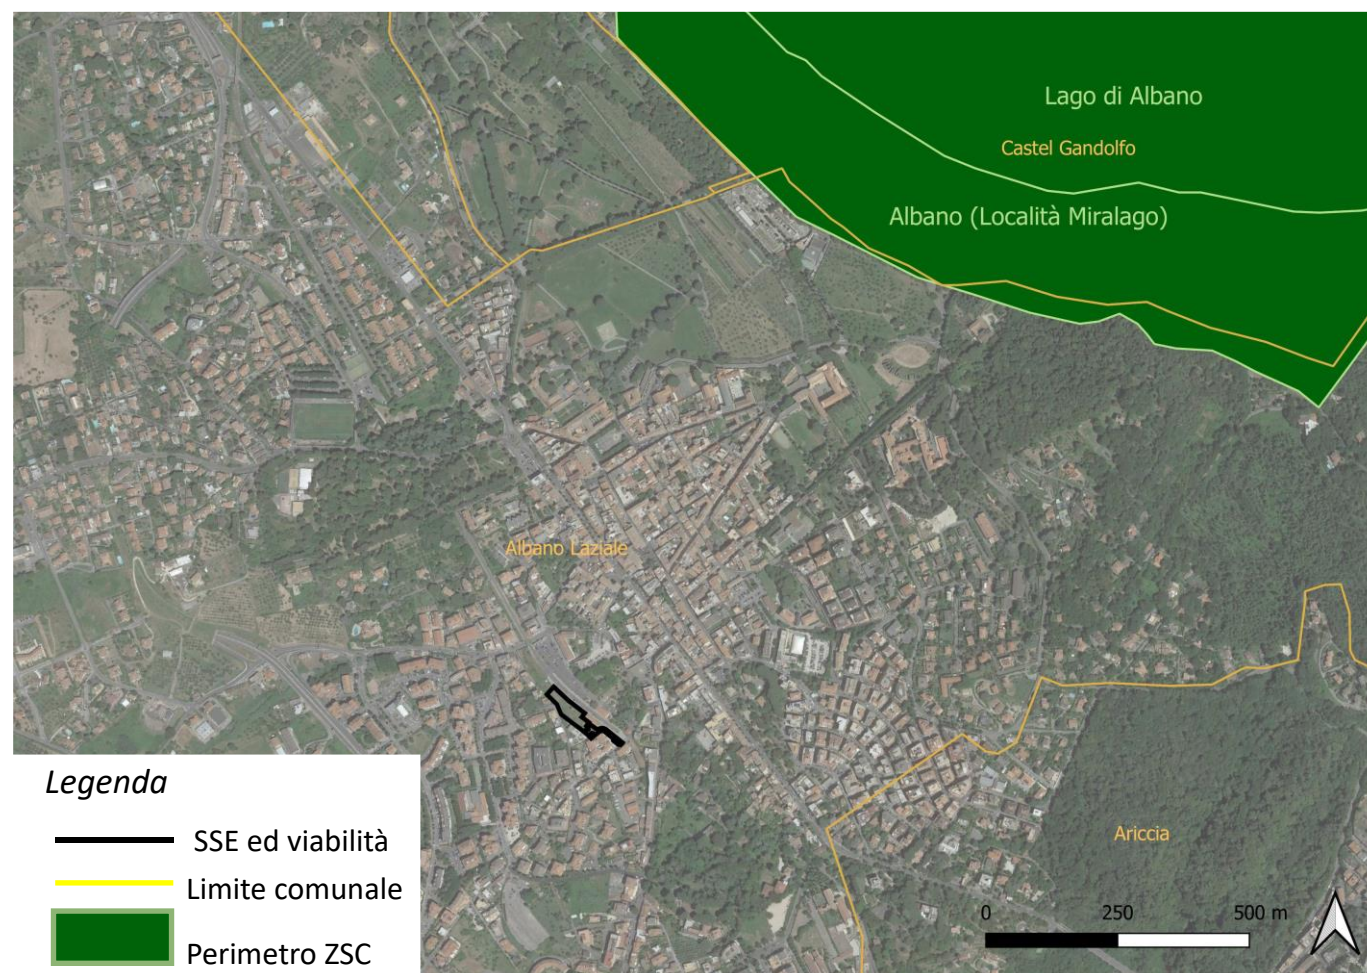 Lago di Albano
Castel Gandolfo
Albano (Località Miralago)
Albano Laziale
Ariccia
Legenda
SSE ed viabilità
Limite comunale
Perimetro ZSC
0 250 500 m